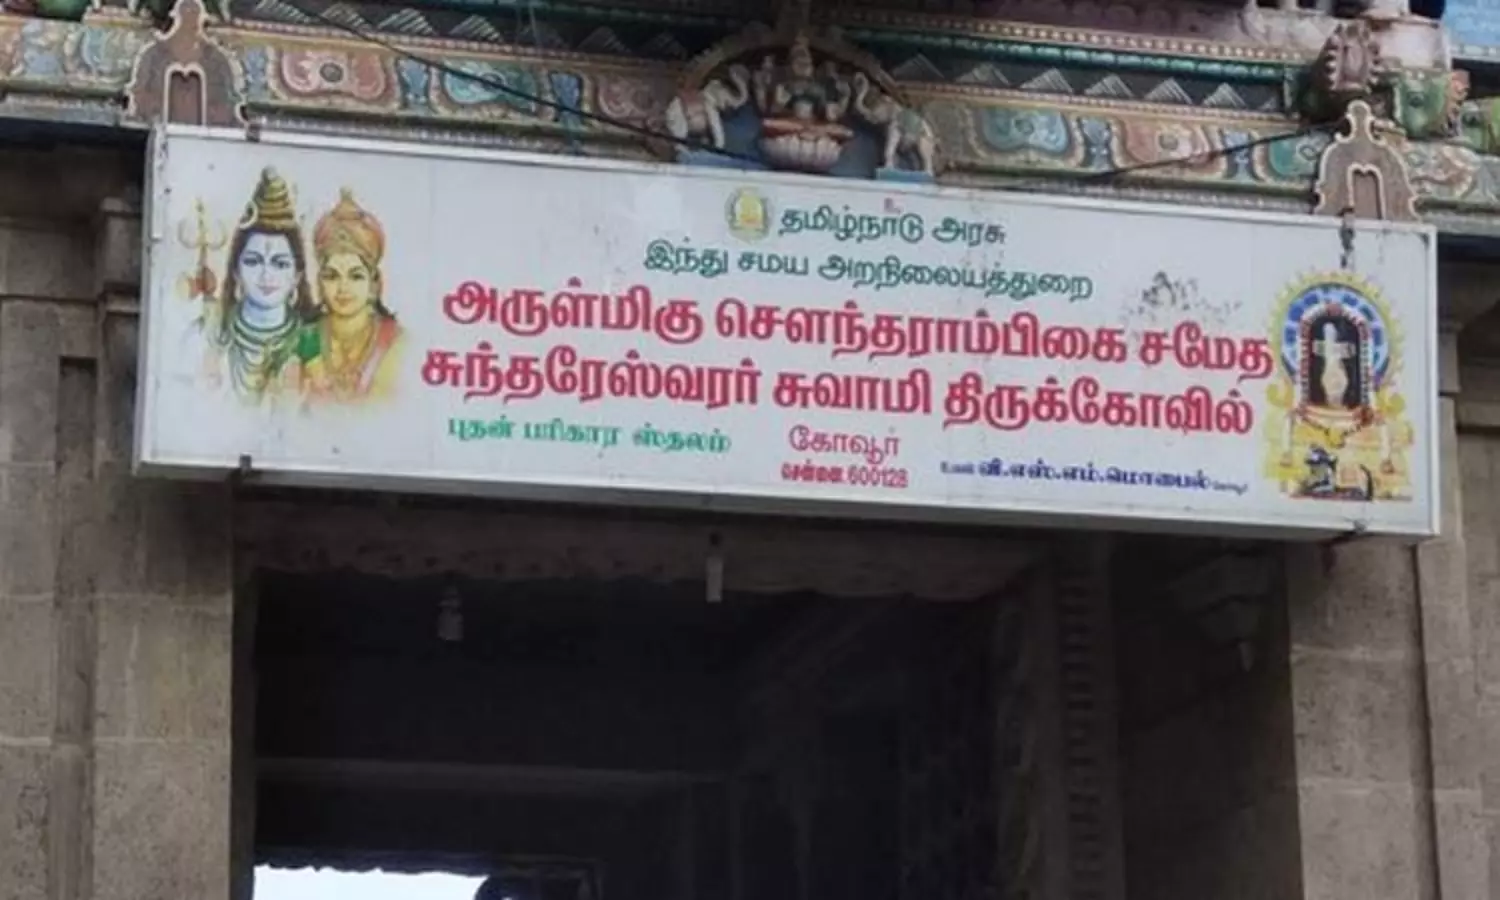 தமிழ்நாடு அரசு
இந்து சமய அறநிலையத்துறை
அருள்மிகு சௌந்தராம்பிகை சமேத
சுந்தரேஸ்வரர் சுவாமி திருக்கோவில்
புதன் பரிகார ஸ்தலம்
கோவூர்
சென்னை.600128
வி.எஸ்.எம்.மொபைல்